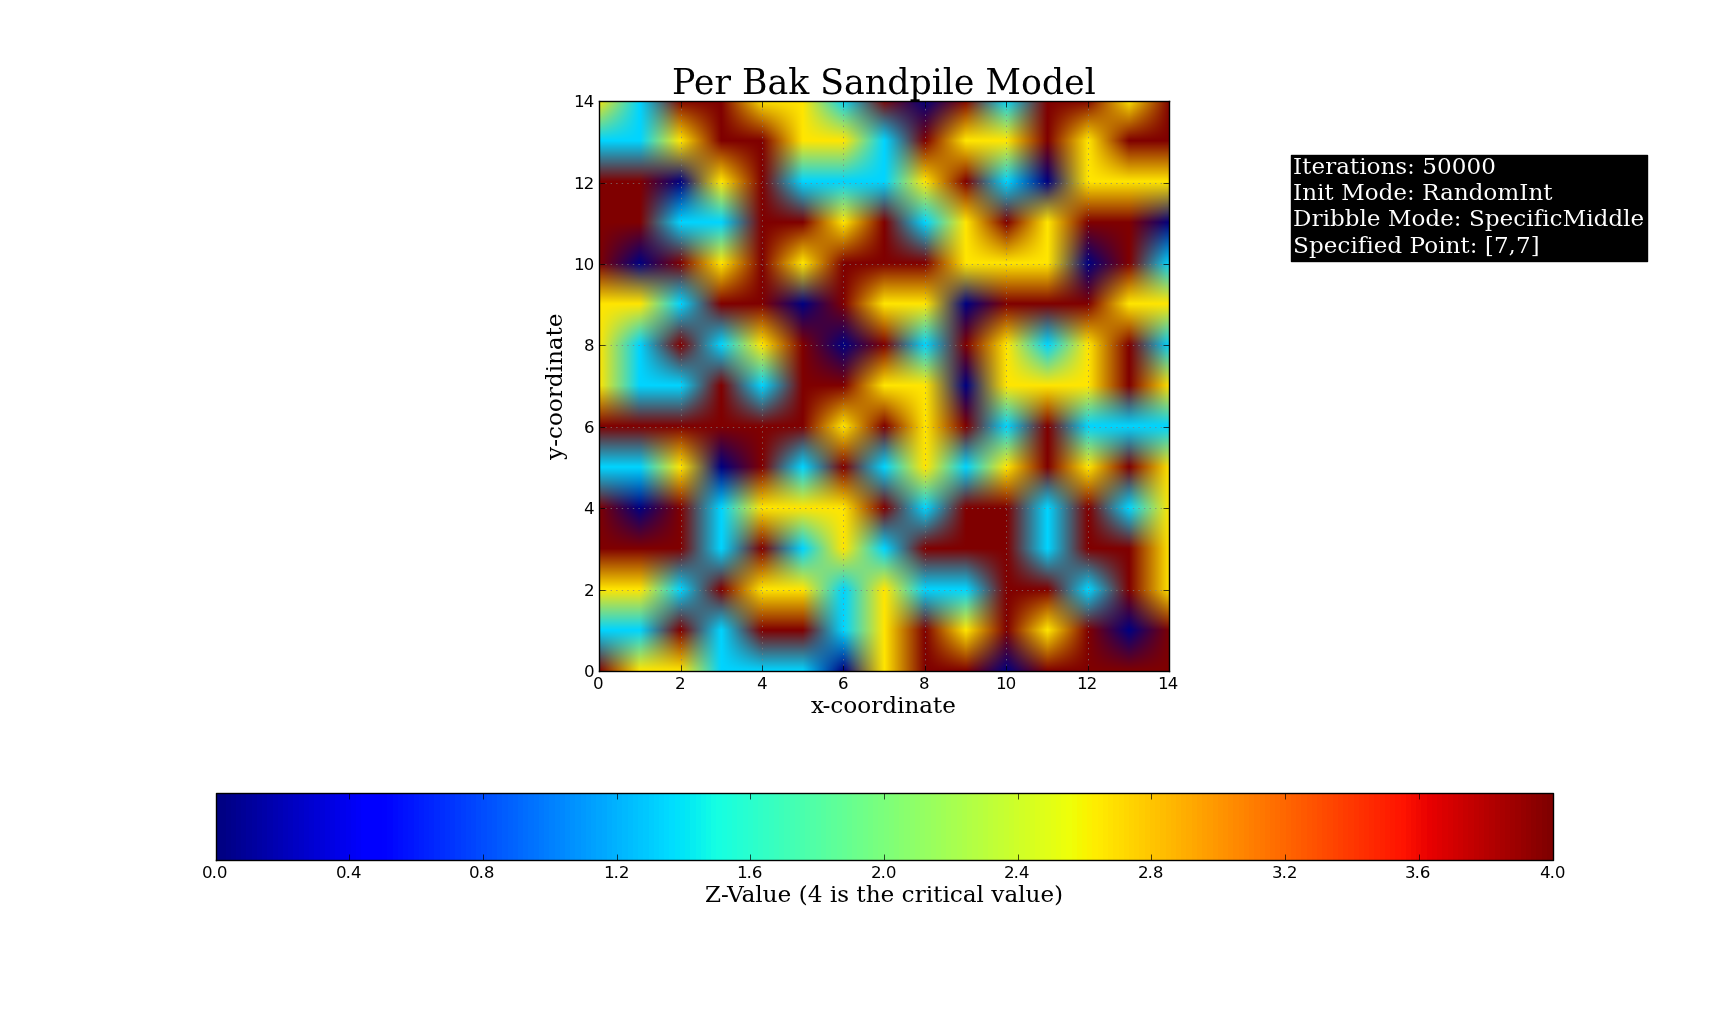 Per Bak Sandpile Model
14
12
10
8
6
4
2
0
y-coordinate
0 2 4 6 8 10 12 14
x-coordinate
Iterations: 50000
Init Mode: RandomInt
Dribble Mode: SpecificMiddle
Specified Point: [7,7]
0.0 0.4 0.8 1.2 1.6 2.0 2.4 2.8 3.2 3.6 4.0
Z-Value (4 is the critical value)